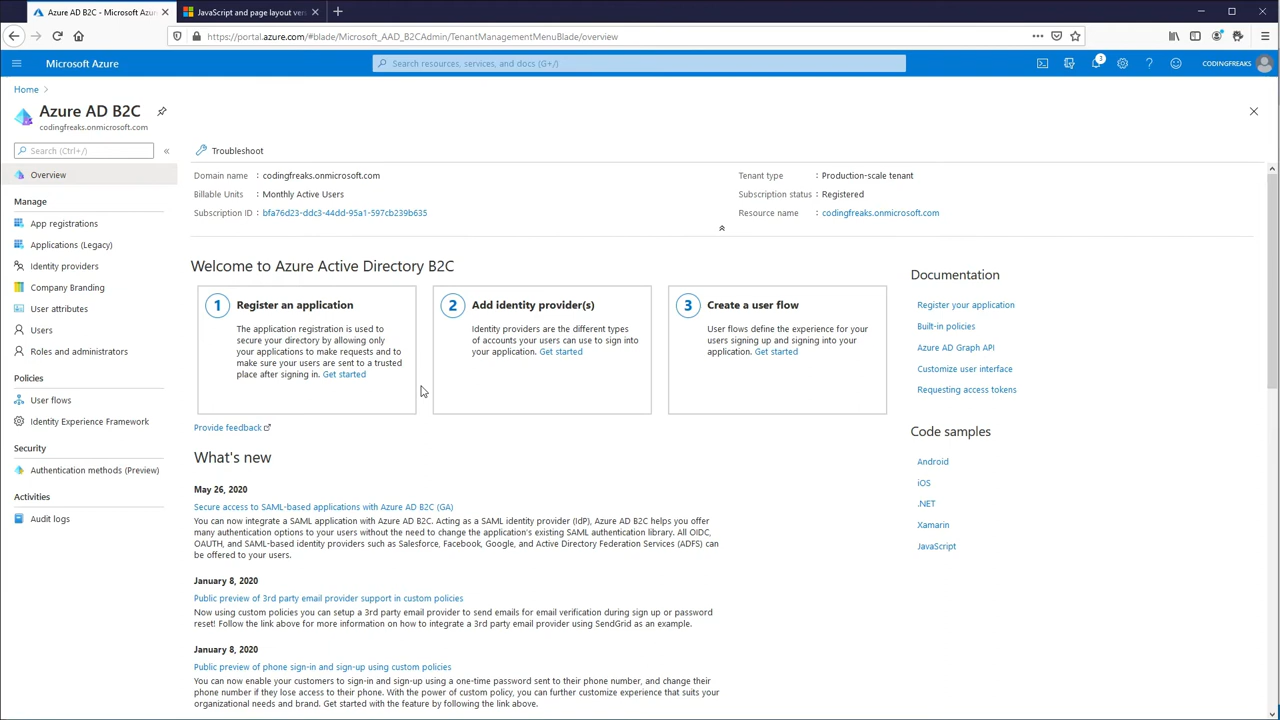 Azure AD B2C - Microsoft Azur
JavaScript and page layout ver
https://portal.azure.com/#blade/Microsoft_AAD_B2CAdmin/TenantManagementMenuBlade/overview
Microsoft Azure
Search resources, services, and docs (G+/)
3
CODINGFREAKS
Home
Azure AD B2C
codingfreaks.onmicrosoft.com
Search (Ctrl+/)
Overview
Manage
App registrations
Applications (Legacy)
Identity providers
Company Branding
User attributes
Users
Roles and administrators
Policies
User flows
Identity Experience Framework
Security
Authentication methods (Preview)
Activities
Audit logs
Troubleshoot
Domain name : codingfreaks.onmicrosoft.com
Billable Units : Monthly Active Users
Subscription ID : bfa76d23-ddc3-44dd-95a1-597cb239b635
Tenant type : Production-scale tenant
Subscription status : Registered
Resource name : codingfreaks.onmicrosoft.com
Welcome to Azure Active Directory B2C
1 Register an application
The application registration is used to
secure your directory by allowing only
your applications to make requests and to
make sure your users are sent to a trusted
place after signing in. Get started
2 Add identity provider(s)
Identity providers are the different types
of accounts your users can use to sign into
your application. Get started
3 Create a user flow
User flows define the experience for your
users signing up and signing into your
application. Get started
Provide feedback
What's new
May 26, 2020
Secure access to SAML-based applications with Azure AD B2C (GA)
You can now integrate a SAML application with Azure AD B2C. Acting as a SAML identity provider (IdP), Azure AD B2C helps you offer
many authentication options to your users without the need to change the application's existing SAML authentication library. All OIDC,
OAUTH, and SAML-based identity providers such as Salesforce, Facebook, Google, and Active Directory Federation Services (ADFS) can
be offered to your users.
January 8, 2020
Public preview of 3rd party email provider support in custom policies
Now using custom policies you can setup a 3rd party email provider to send emails for email verification during sign up or password
reset! Follow the link above for more information on how to integrate a 3rd party email provider using SendGrid as an example.
January 8, 2020
Public preview of phone sign-in and sign-up using custom policies
You can now enable your customers to sign-in and sign-up using a one-time password sent to their phone number, and change their
phone number if they lose access to their phone. With the power of custom policy, you can further customize experience that suits your
organizational needs and brand. Get started with the feature by following the link above.
Documentation
Register your application
Built-in policies
Azure AD Graph API
Customize user interface
Requesting access tokens
Code samples
Android
iOS
.NET
Xamarin
JavaScript